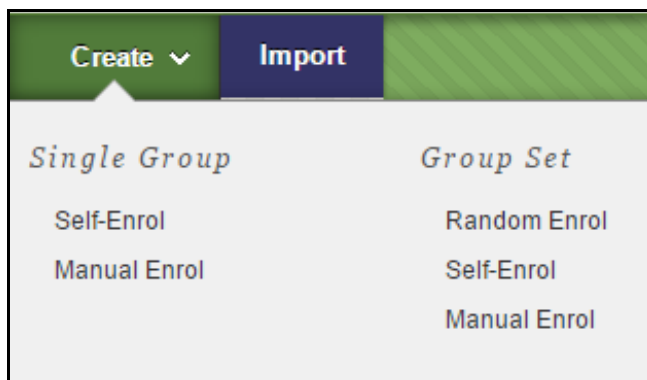 Create Import
Single Group
Self-Enrol
Manual Enrol
Group Set
Random Enrol
Self-Enrol
Manual Enrol